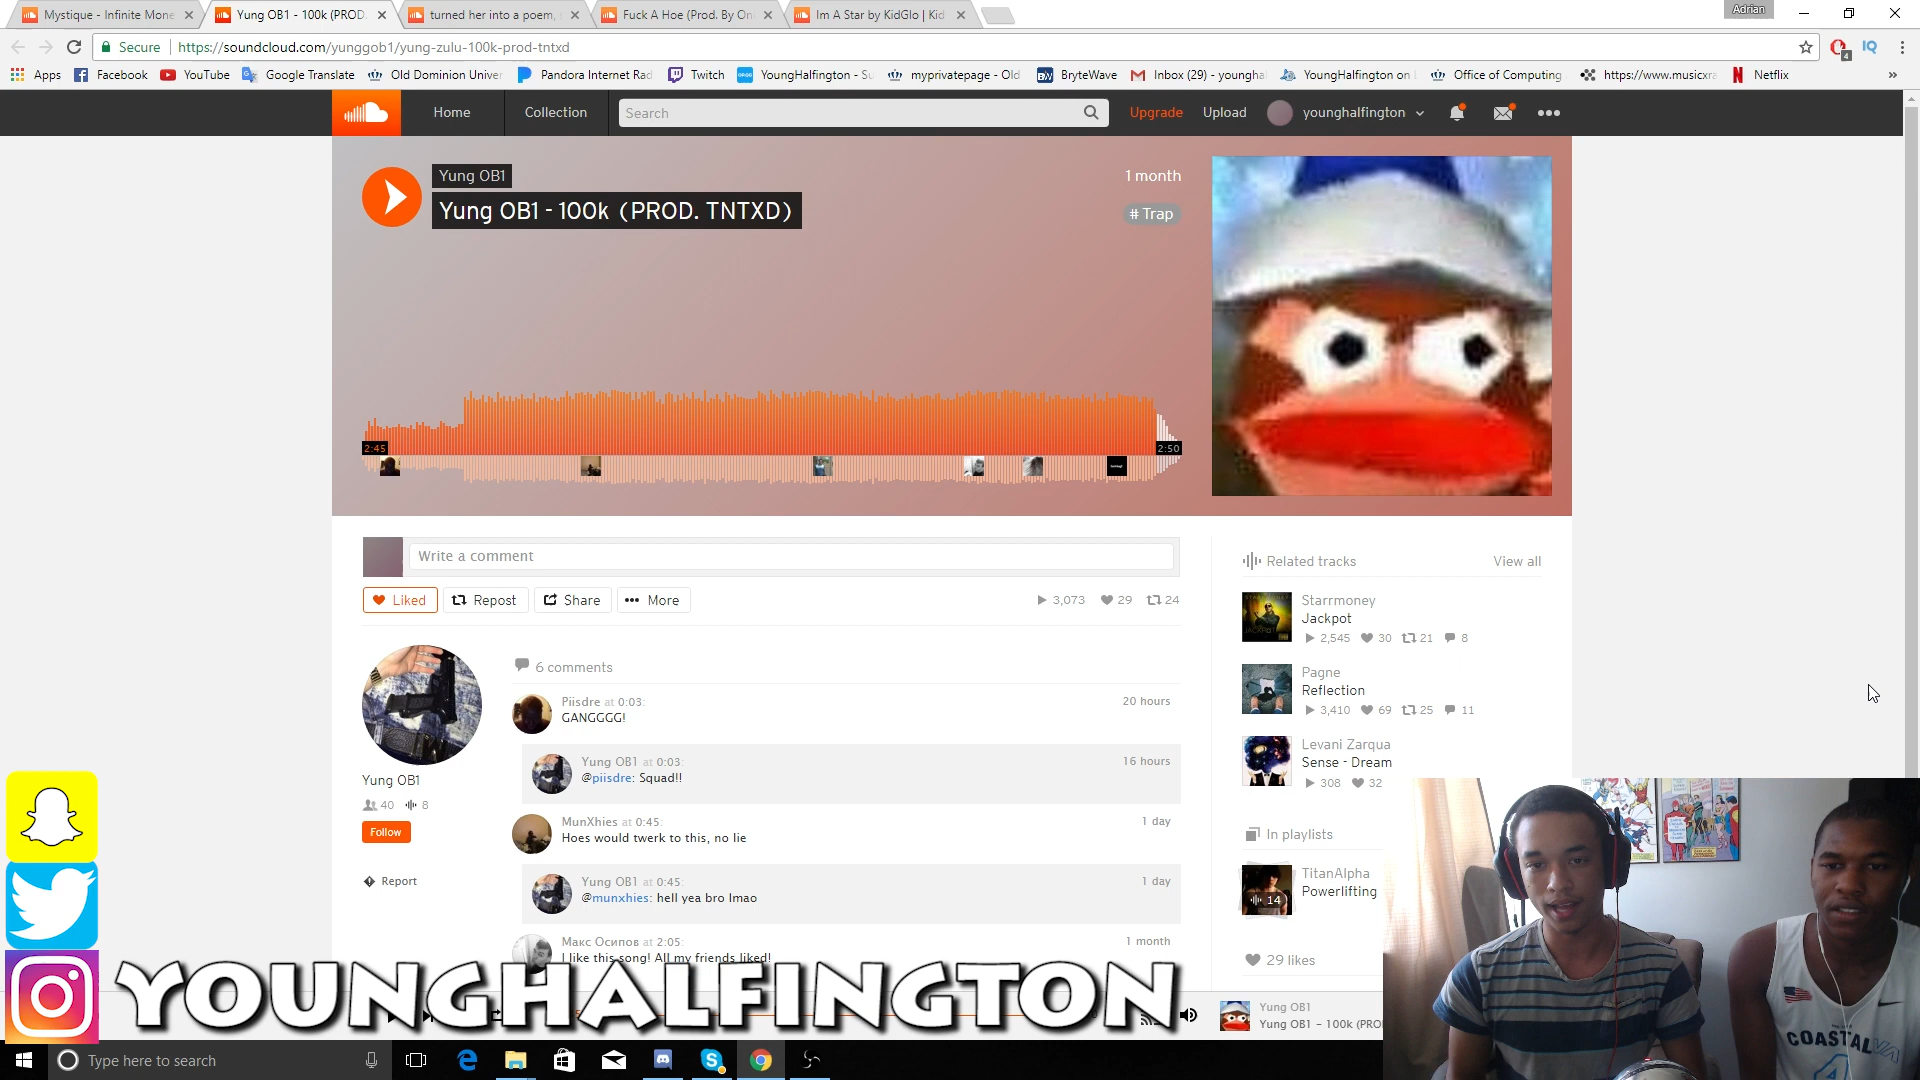 Mystique - Infinite Mone
Yung OB1 - 100k (PROD.
turned her into a poem,
Fuck A Hoe (Prod. By On
Im A Star by KidGlo | Kid
Adrian
Secure
https://soundcloud.com/yunggob1/yung-zulu-100k-prod-tntxd
4
IQ
Apps
Facebook
YouTube
Google Translate
Old Dominion Univer
Pandora Internet Rad
Twitch
YoungHalfington - Su
myprivatepage - Old
BryteWave
Inbox (29) - youngha
YoungHalfington on
Office of Computing
https://www.musicxra
Netflix
Home
Collection
Search
Upgrade
Upload
younghalfington
Yung OB1
1 month
Yung OB1 - 100k (PROD. TNTXD)
# Trap
2:45
2:50
Write a comment
Liked
Repost
Share
More
3,073
29
24
Related tracks
View all
Starrmoney
Jackpot
2,545 30 21 8
Pagne
Reflection
3,410 69 25 11
Levani Zarqua
Sense - Dream
308 32
In playlists
TitanAlpha
Powerlifting
14
29 likes
Yung OB1
40 8
Follow
Report
6 comments
Piisdre at 0:03:
20 hours
GANGGGG!
Yung OB1 at 0:03:
16 hours
@piisdre: Squad!!
MunXhies at 0:45:
1 day
Hoes would twerk to this, no lie
Yung OB1 at 0:45:
1 day
@munxhies: hell yea bro lmao
Макс Осипов at 2:05:
1 month
I like this song! All my friends liked!
YOUNGHALFINGTON
Yung OB1
Yung OB1 - 100k (PRO
COASTAL
Type here to search